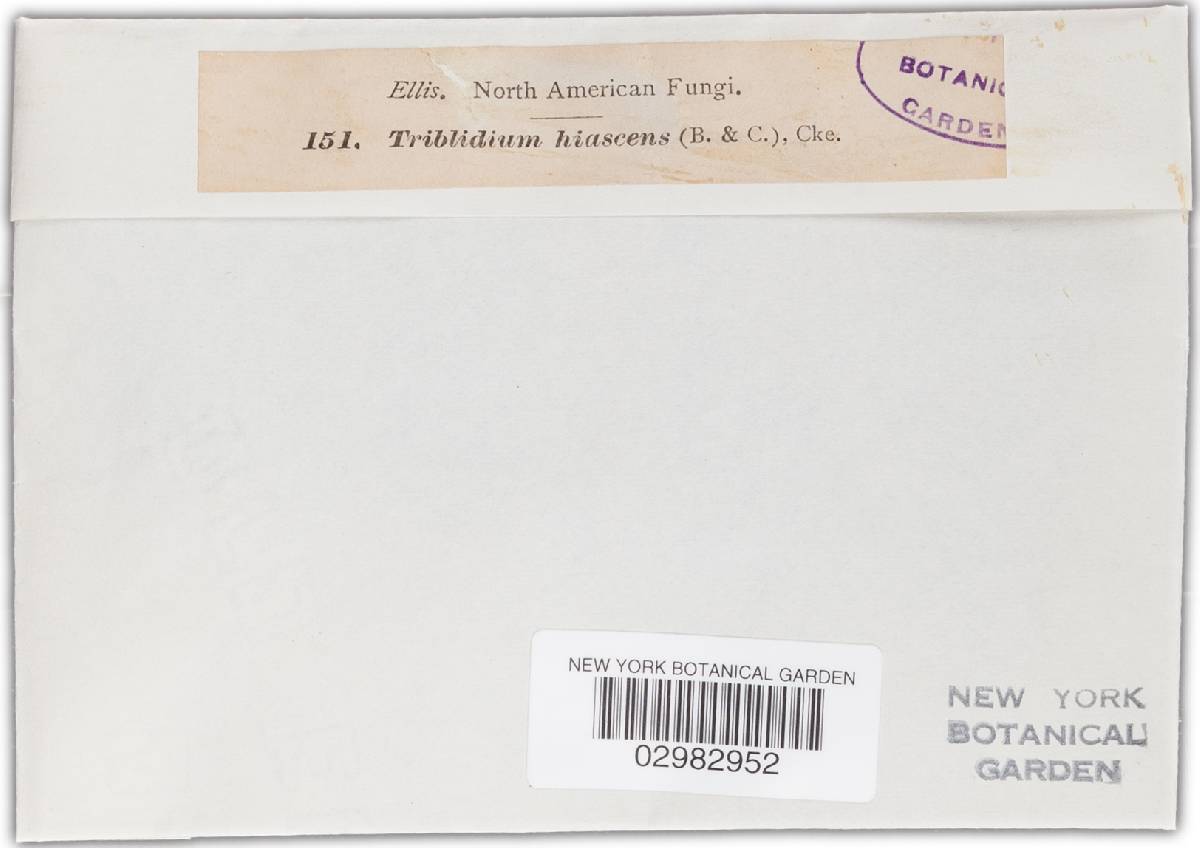 Ellis. North American Fungi.
151. Triblidium hiascens (B. & C.), Cke.
BOTANIC
GARDEN
NEW YORK BOTANICAL GARDEN
02982952
NEW YORK
BOTANICAL
GARDEN